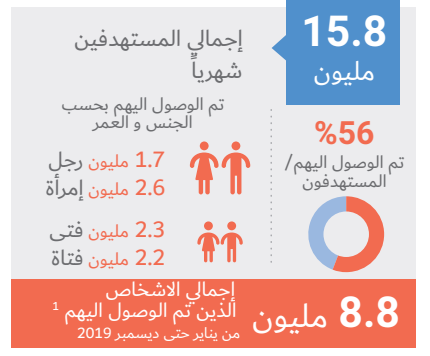 15.8
مليون
إجمالي المستهدفين
شهرياً
تم الوصول اليهم بحسب
الجنس و العمر
1.7 مليون رجل
2.6 مليون إمرأة
2.3 مليون فتى
2.2 مليون فتاة
%56
تم الوصول اليهم/
المستهدفون
8.8 مليون
إجمالي الاشخاص
الذين تم الوصول اليهم 1
من يناير حتى ديسمبر 2019